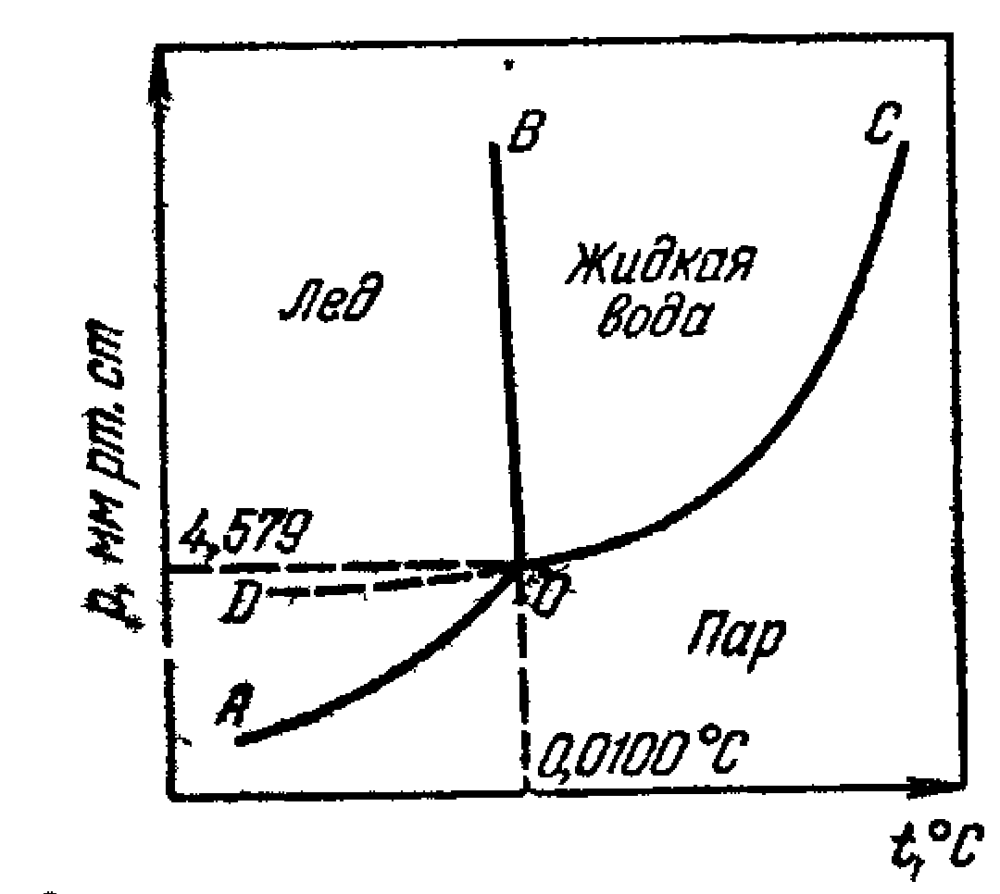 B
C
Лед
Жидкая
вода
p, мм рт. ст
4,579
D
O
Пар
A
0,0100 °C
t, °C